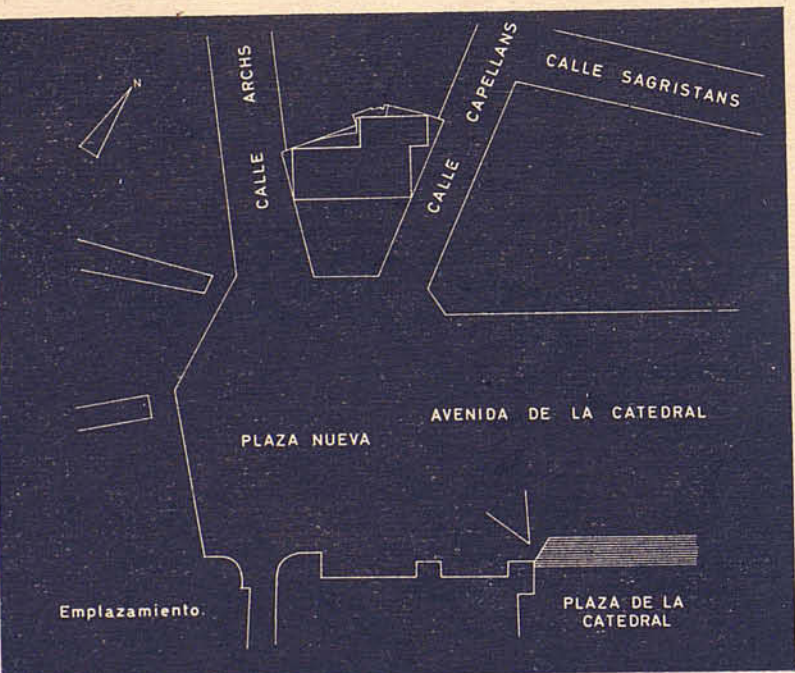 N
CALLE ARCHS
CALLE CAPELLANS
CALLE SAGRISTANS
PLAZA NUEVA
AVENIDA DE LA CATEDRAL
Emplazamiento.
PLAZA DE LA
CATEDRAL